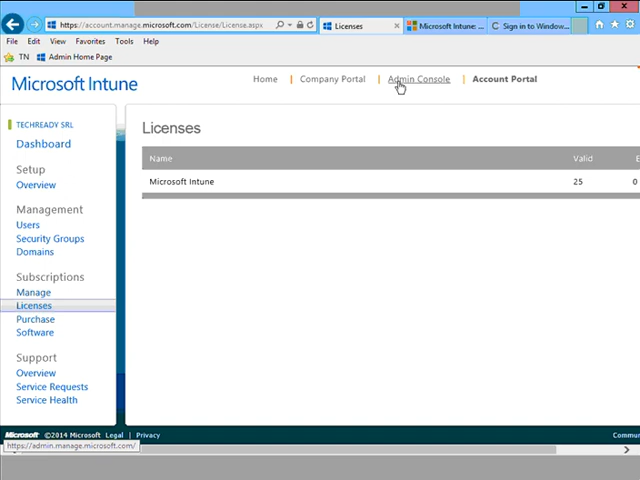 https://account.manage.microsoft.com/License/License.aspx
Licenses
Microsoft Intune:
Sign in to Window...
File Edit View Favorites Tools Help
TN Admin Home Page
Microsoft Intune
Home Company Portal Admin Console Account Portal
TECHREADY SRL
Dashboard
Setup
Overview
Management
Users
Security Groups
Domains
Subscriptions
Manage
Licenses
Purchase
Software
Support
Overview
Service Requests
Service Health
Licenses
Name Valid E
Microsoft Intune 25 0
Microsoft ©2014 Microsoft Legal | Privacy
Commun
https://admin.manage.microsoft.com/